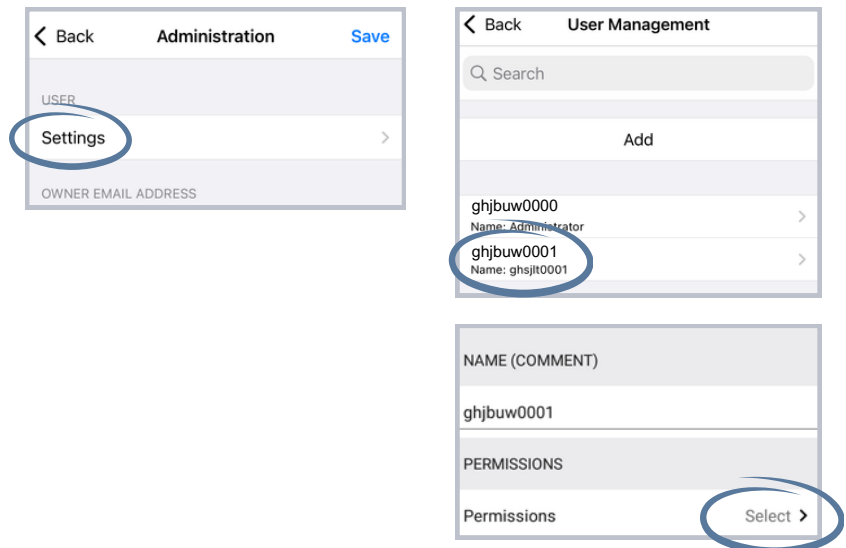 Back Administration Save
USER
Settings
OWNER EMAIL ADDRESS
Back User Management
Search
Add
ghjbuw0000
Name: Administrator
ghjbuw0001
Name: ghsjlt0001
NAME (COMMENT)
ghjbuw0001
PERMISSIONS
Permissions Select